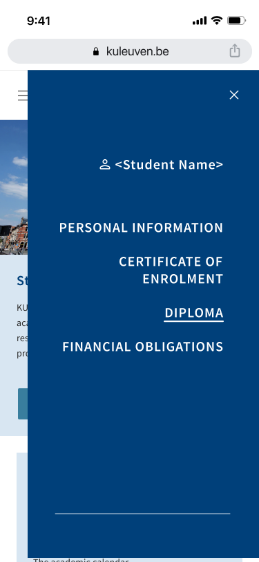 9:41
kuleuven.be
<Student Name>
PERSONAL INFORMATION
CERTIFICATE OF
ENROLMENT
DIPLOMA
FINANCIAL OBLIGATIONS
St
KU
aca
res
pro
The academic calendar